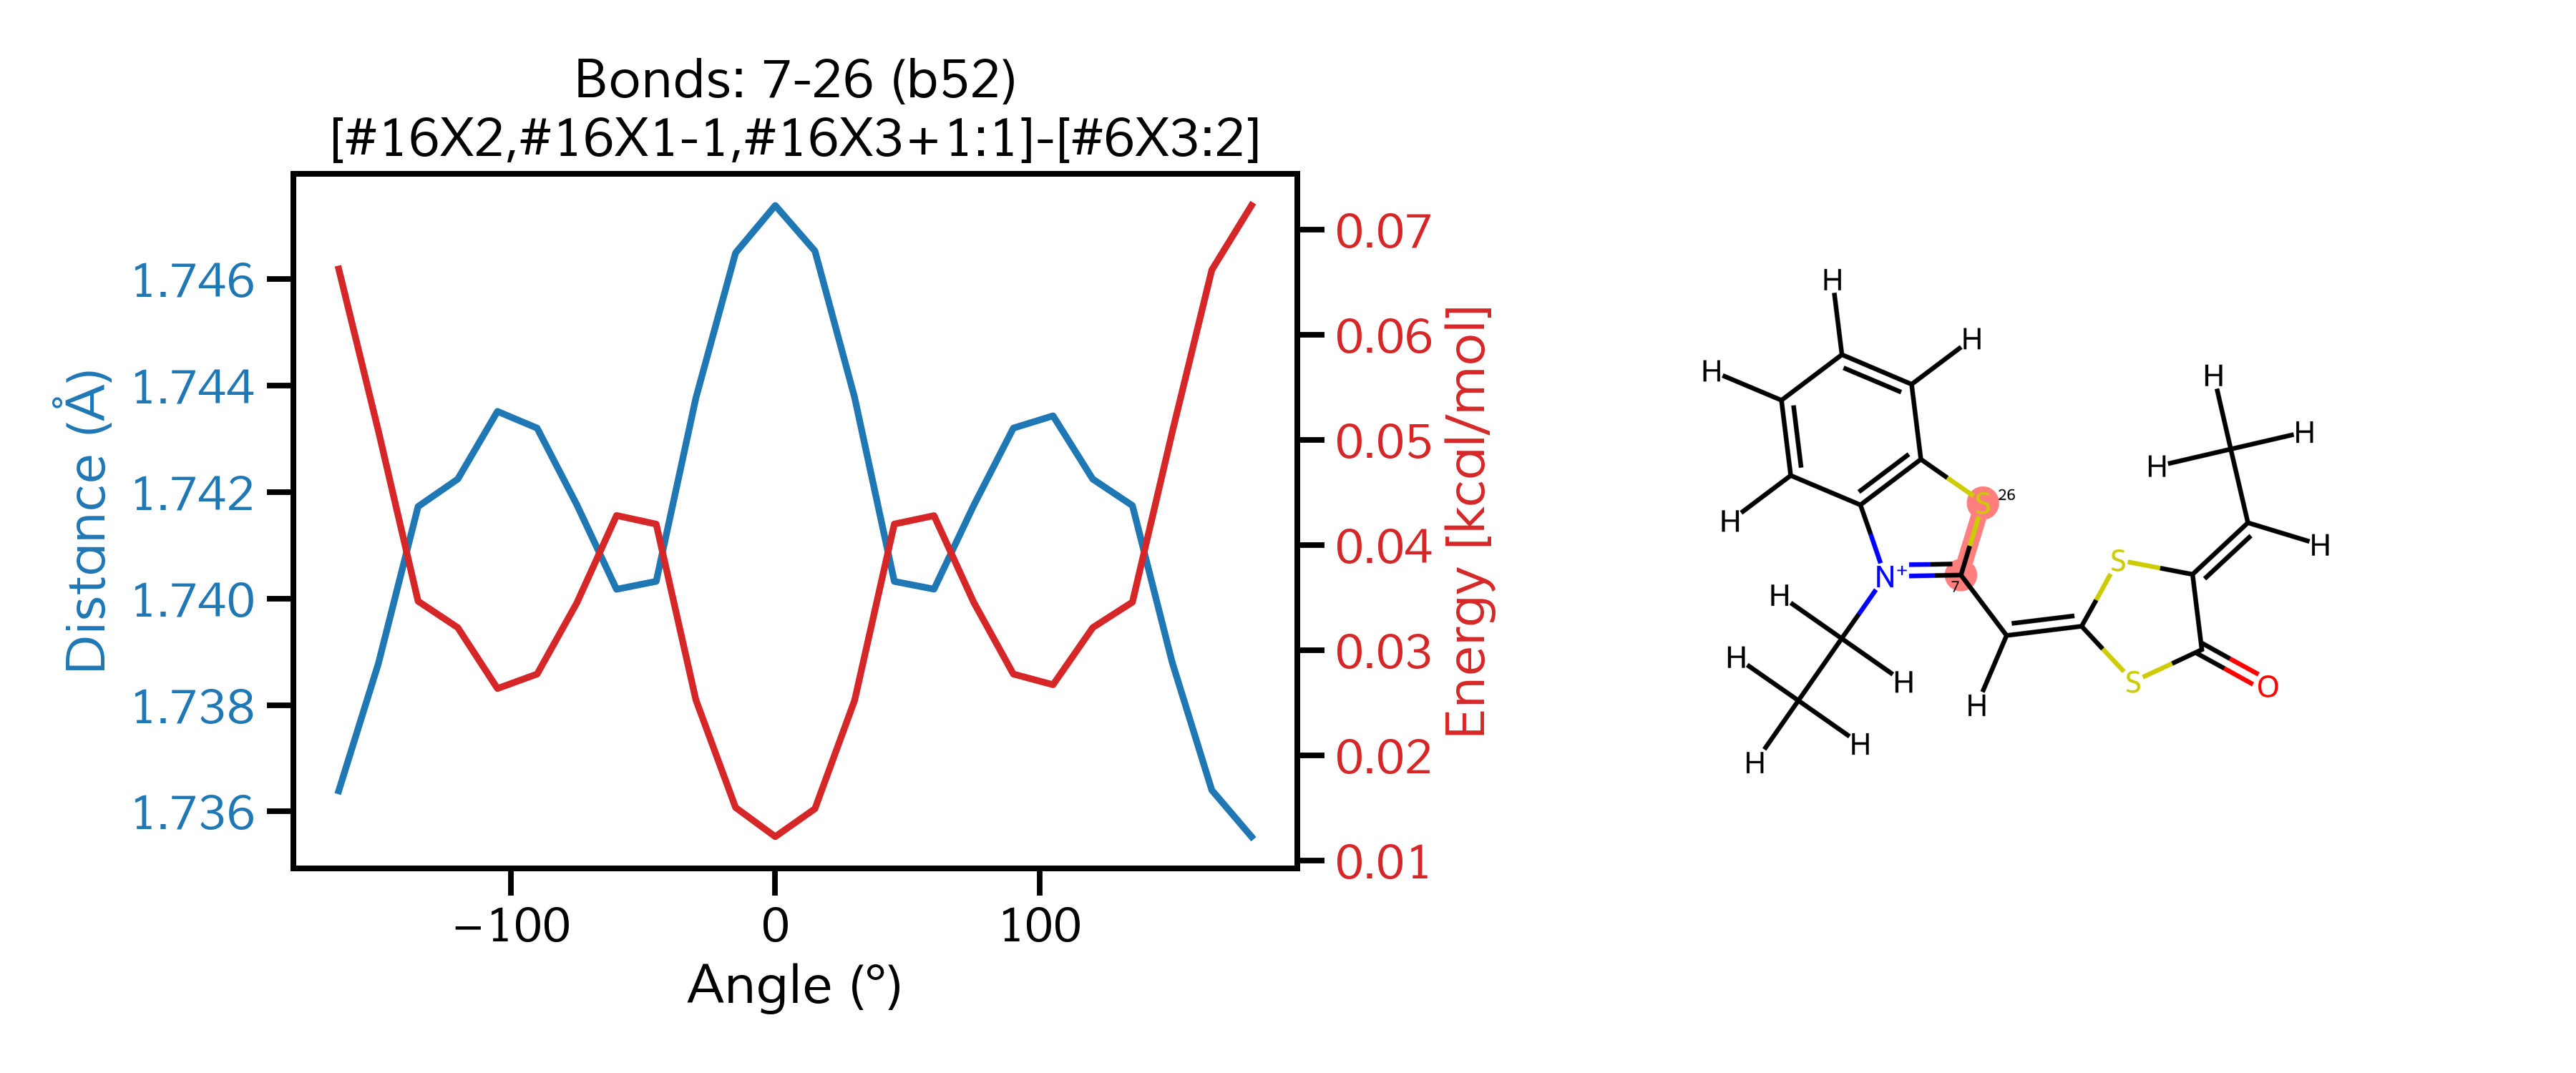 Bonds: 7-26 (b52)
[#16X2,#16X1-1,#16X3+1:1]-[#6X3:2]
Distance (Å)
1.746
1.744
1.742
1.740
1.738
1.736
−100
0
100
Angle (°)
0.07
0.06
0.05
0.04
0.03
0.02
0.01
Energy [kcal/mol]
H
H
H
H
H
H
H
S 26
H
S
N+
7
H
H
H
S
O
H
H
H